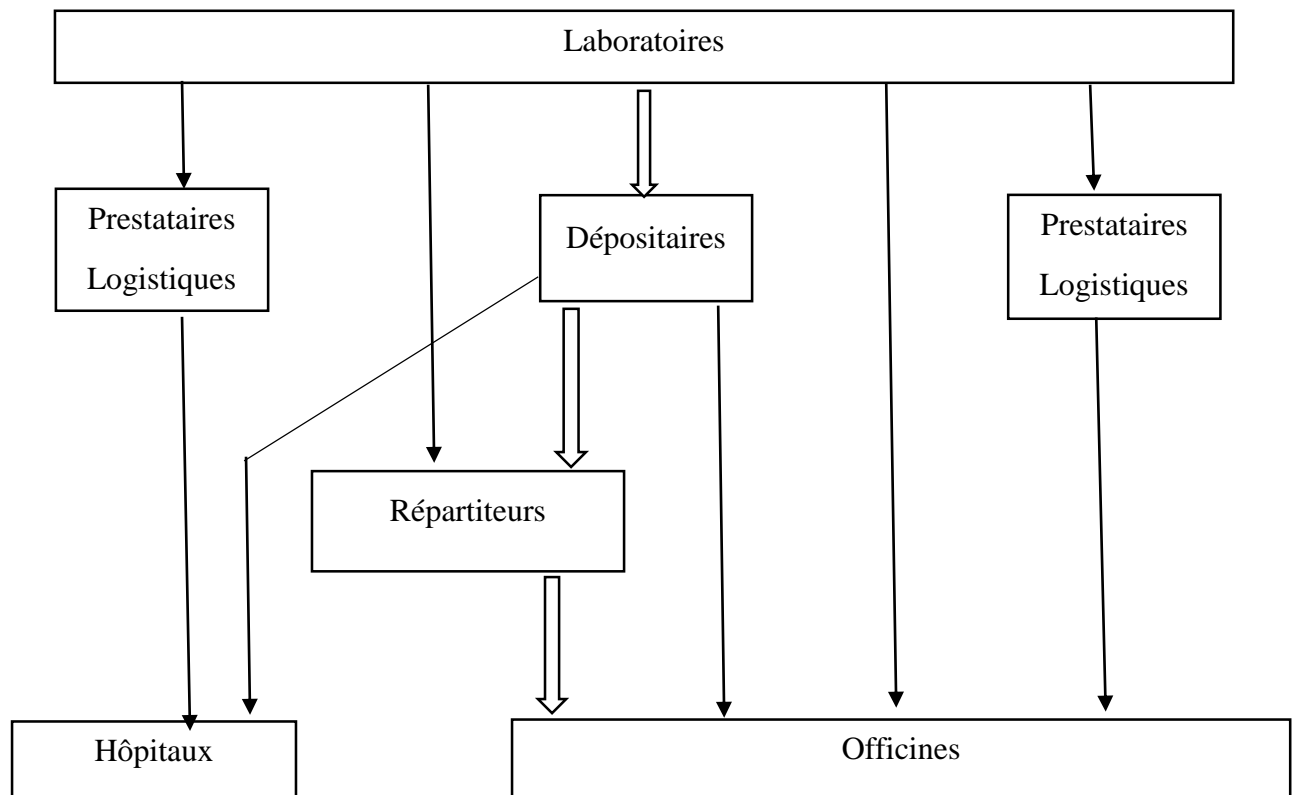 Laboratoires
Prestataires
Logistiques
Dépositaires
Prestataires
Logistiques
Répartiteurs
Hôpitaux
Officines